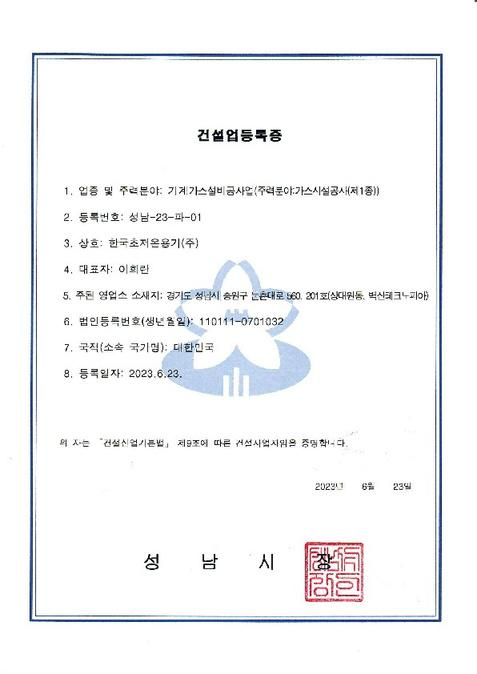 건설업등록증
1. 업종 및 주력분야: 기계가스설비공사업(주력분야:가스시설공사(제1종))
2. 등록번호: 성남-23-파-01
3. 상호: 한국초저온용기(주)
4. 대표자: 이희란
5. 주된 영업소 소재지: 경기도 성남시 중원구 둔촌대로 560, 201호(상대원동, 벽산테크노피아)
6. 법인등록번호(생년월일): 110111-0701032
7. 국적(소속 국가명): 대한민국
8. 등록일자: 2023.6.23.
위 자는 「건설산업기본법」 제9조에 따른 건설사업자임을 증명합니다.
2023년 6월 23일
성 남 시 장